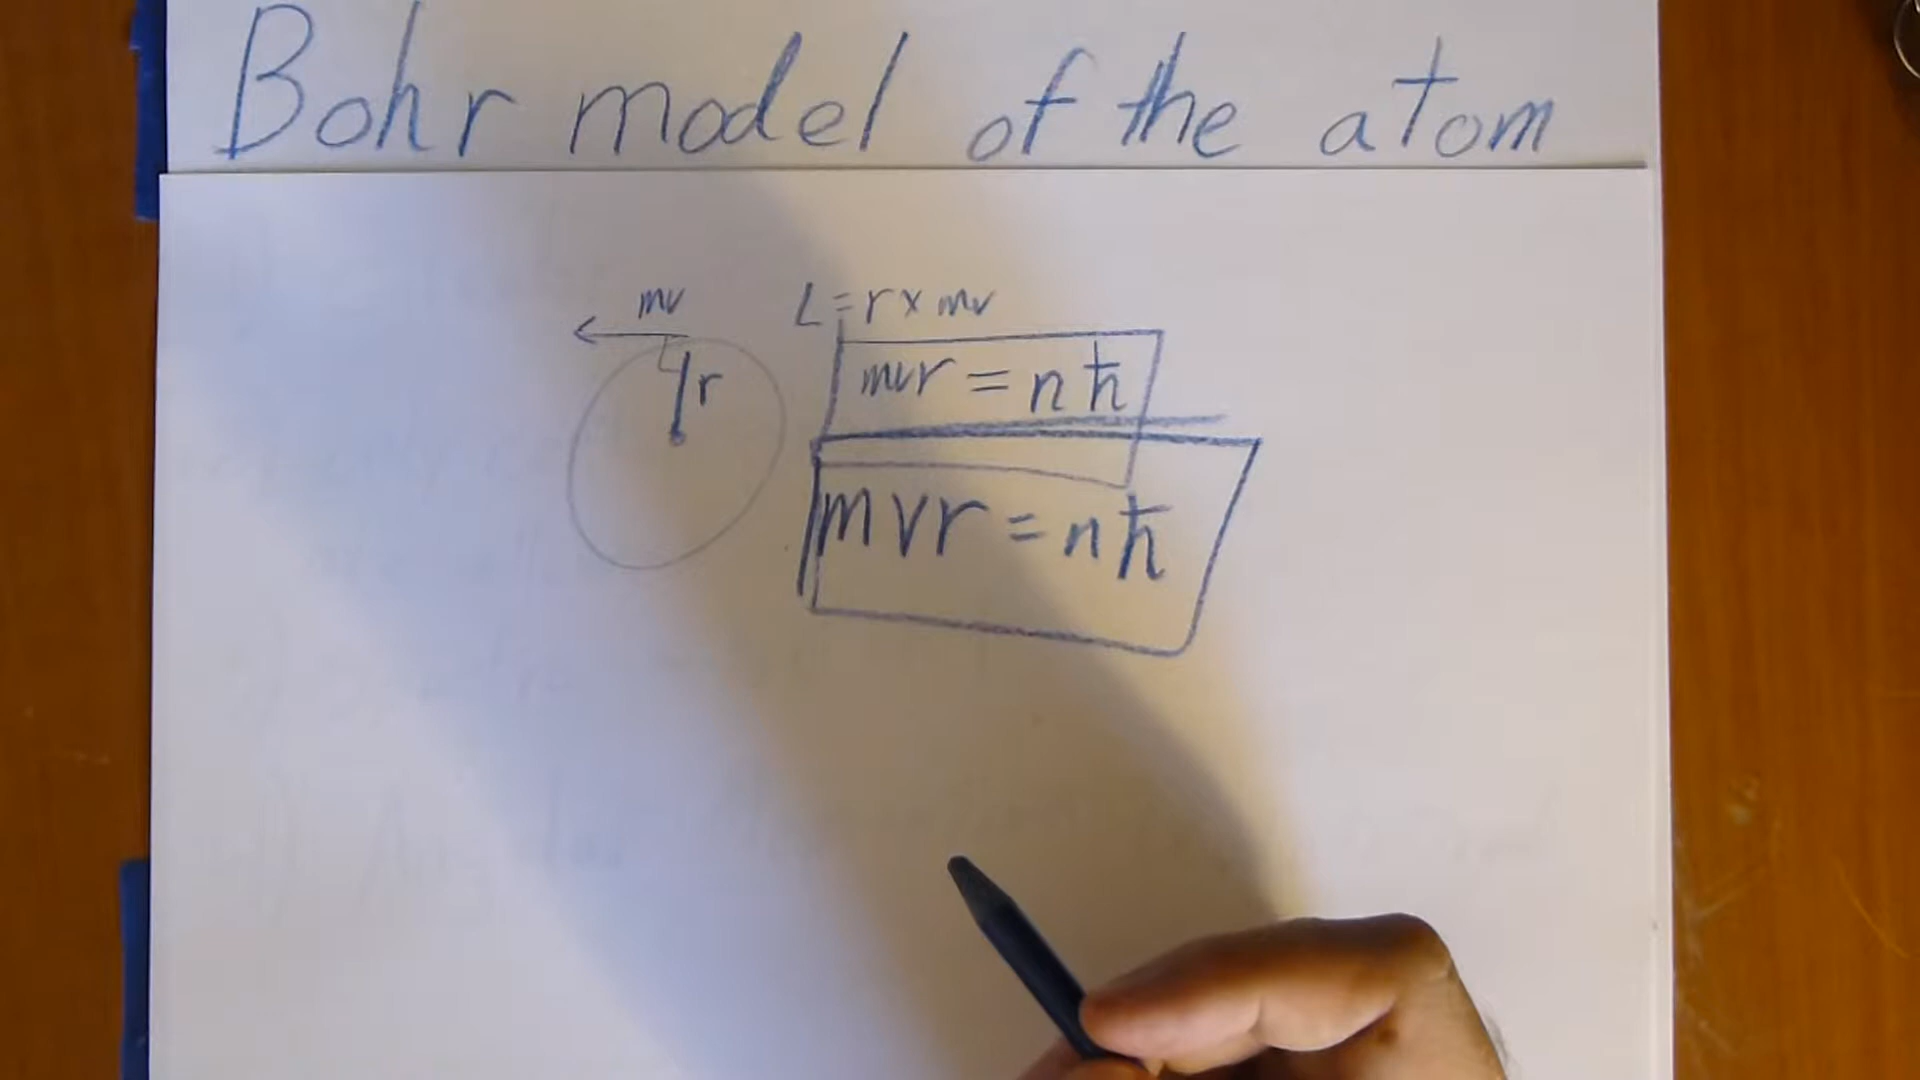 Bohr model of the atom
mv
L = r x mv
r
mvr = nħ
mvr = nħ